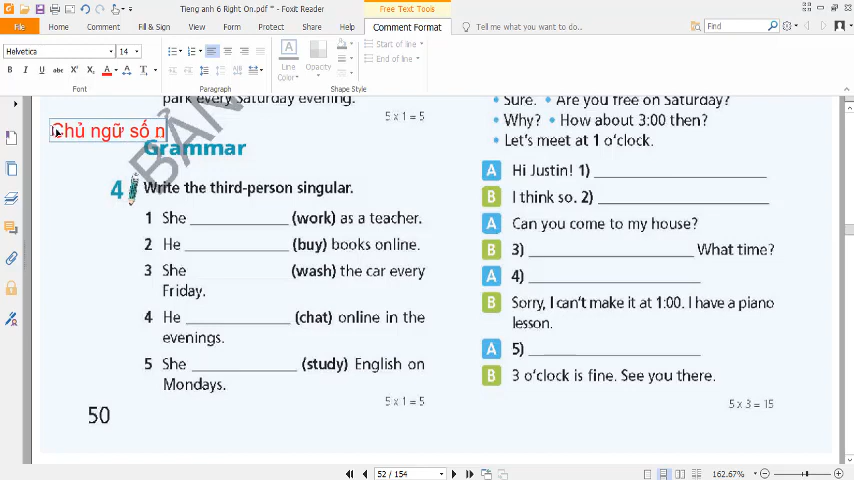 Tieng anh 6 Right On.pdf * - Foxit Reader
Free Text Tools
File
Home
Comment
Fill & Sign
View
Form
Protect
Share
Help
Comment Format
Tell me what you want to do..
Find
Helvetica
14
Start of line
End of line
Line Color
Opacity
Font
Paragraph
Shape Style
park every Saturday evening.
5 x 1 = 5
Chủ ngữ số n
BẢN
Grammar
4 Write the third-person singular.
1 She ____________ (work) as a teacher.
2 He ____________ (buy) books online.
3 She ____________ (wash) the car every
Friday.
4 He ____________ (chat) online in the
evenings.
5 She ____________ (study) English on
Mondays.
5 x 1 = 5
50
• Sure. • Are you free on Saturday?
• Why? • How about 3:00 then?
• Let's meet at 1 o'clock.
A Hi Justin! 1) ____________
B I think so. 2) ____________
A Can you come to my house?
B 3) ____________ What time?
A 4) ____________
B Sorry, I can't make it at 1:00. I have a piano
lesson.
A 5) ____________
B 3 o'clock is fine. See you there.
5 x 3 = 15
52 / 154
162.67%